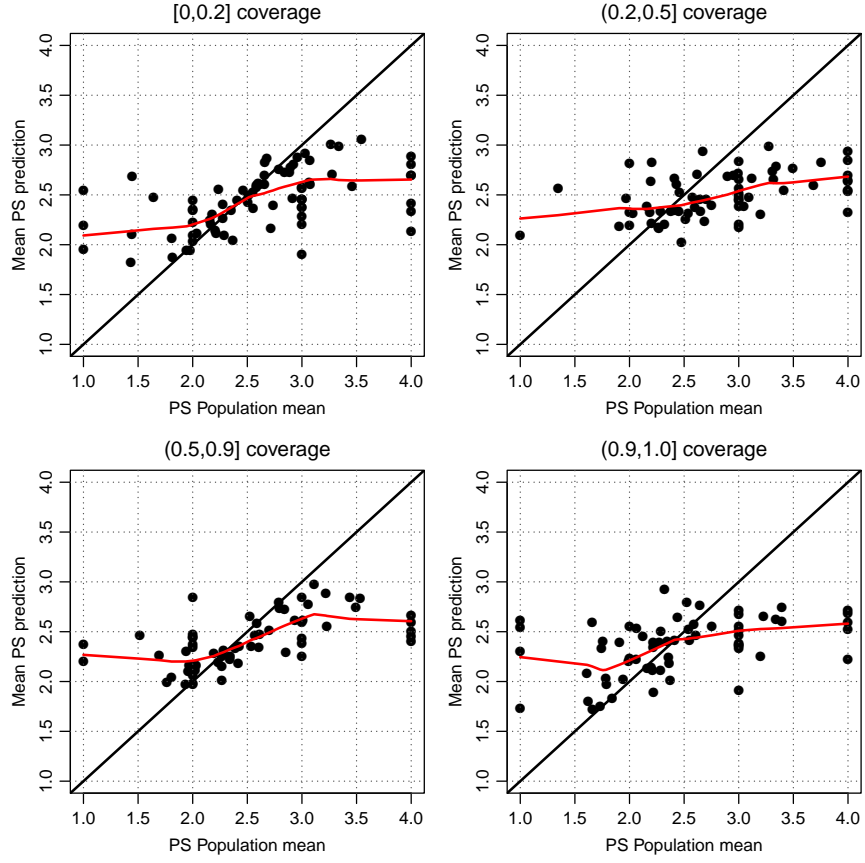 [0,0.2] coverage
Mean PS prediction
4.0
3.5
3.0
2.5
2.0
1.5
1.0
1.0 1.5 2.0 2.5 3.0 3.5 4.0
PS Population mean
(0.2,0.5] coverage
Mean PS prediction
4.0
3.5
3.0
2.5
2.0
1.5
1.0
1.0 1.5 2.0 2.5 3.0 3.5 4.0
PS Population mean
(0.5,0.9] coverage
Mean PS prediction
4.0
3.5
3.0
2.5
2.0
1.5
1.0
1.0 1.5 2.0 2.5 3.0 3.5 4.0
PS Population mean
(0.9,1.0] coverage
Mean PS prediction
4.0
3.5
3.0
2.5
2.0
1.5
1.0
1.0 1.5 2.0 2.5 3.0 3.5 4.0
PS Population mean